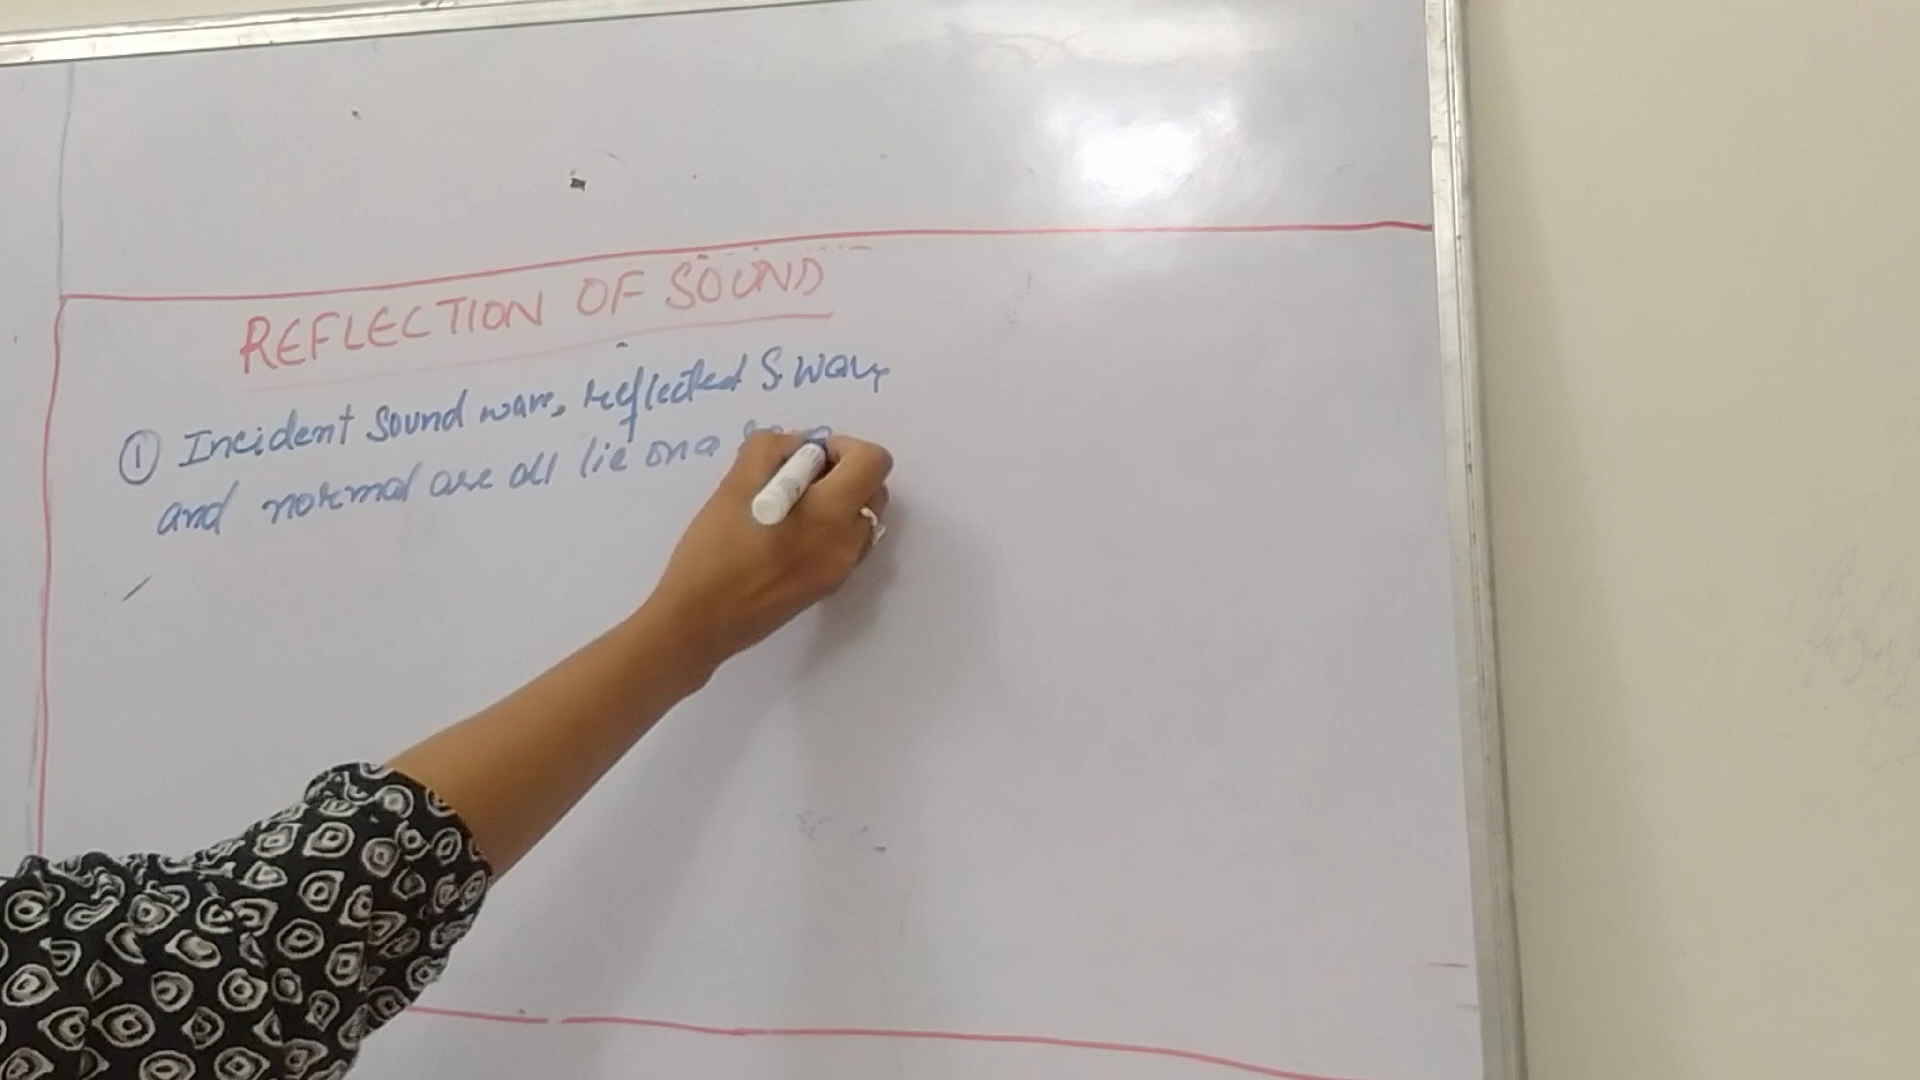 REFLECTION OF SOUND
① Incident Sound wave, reflected S. Wave
and normal are all lie on a